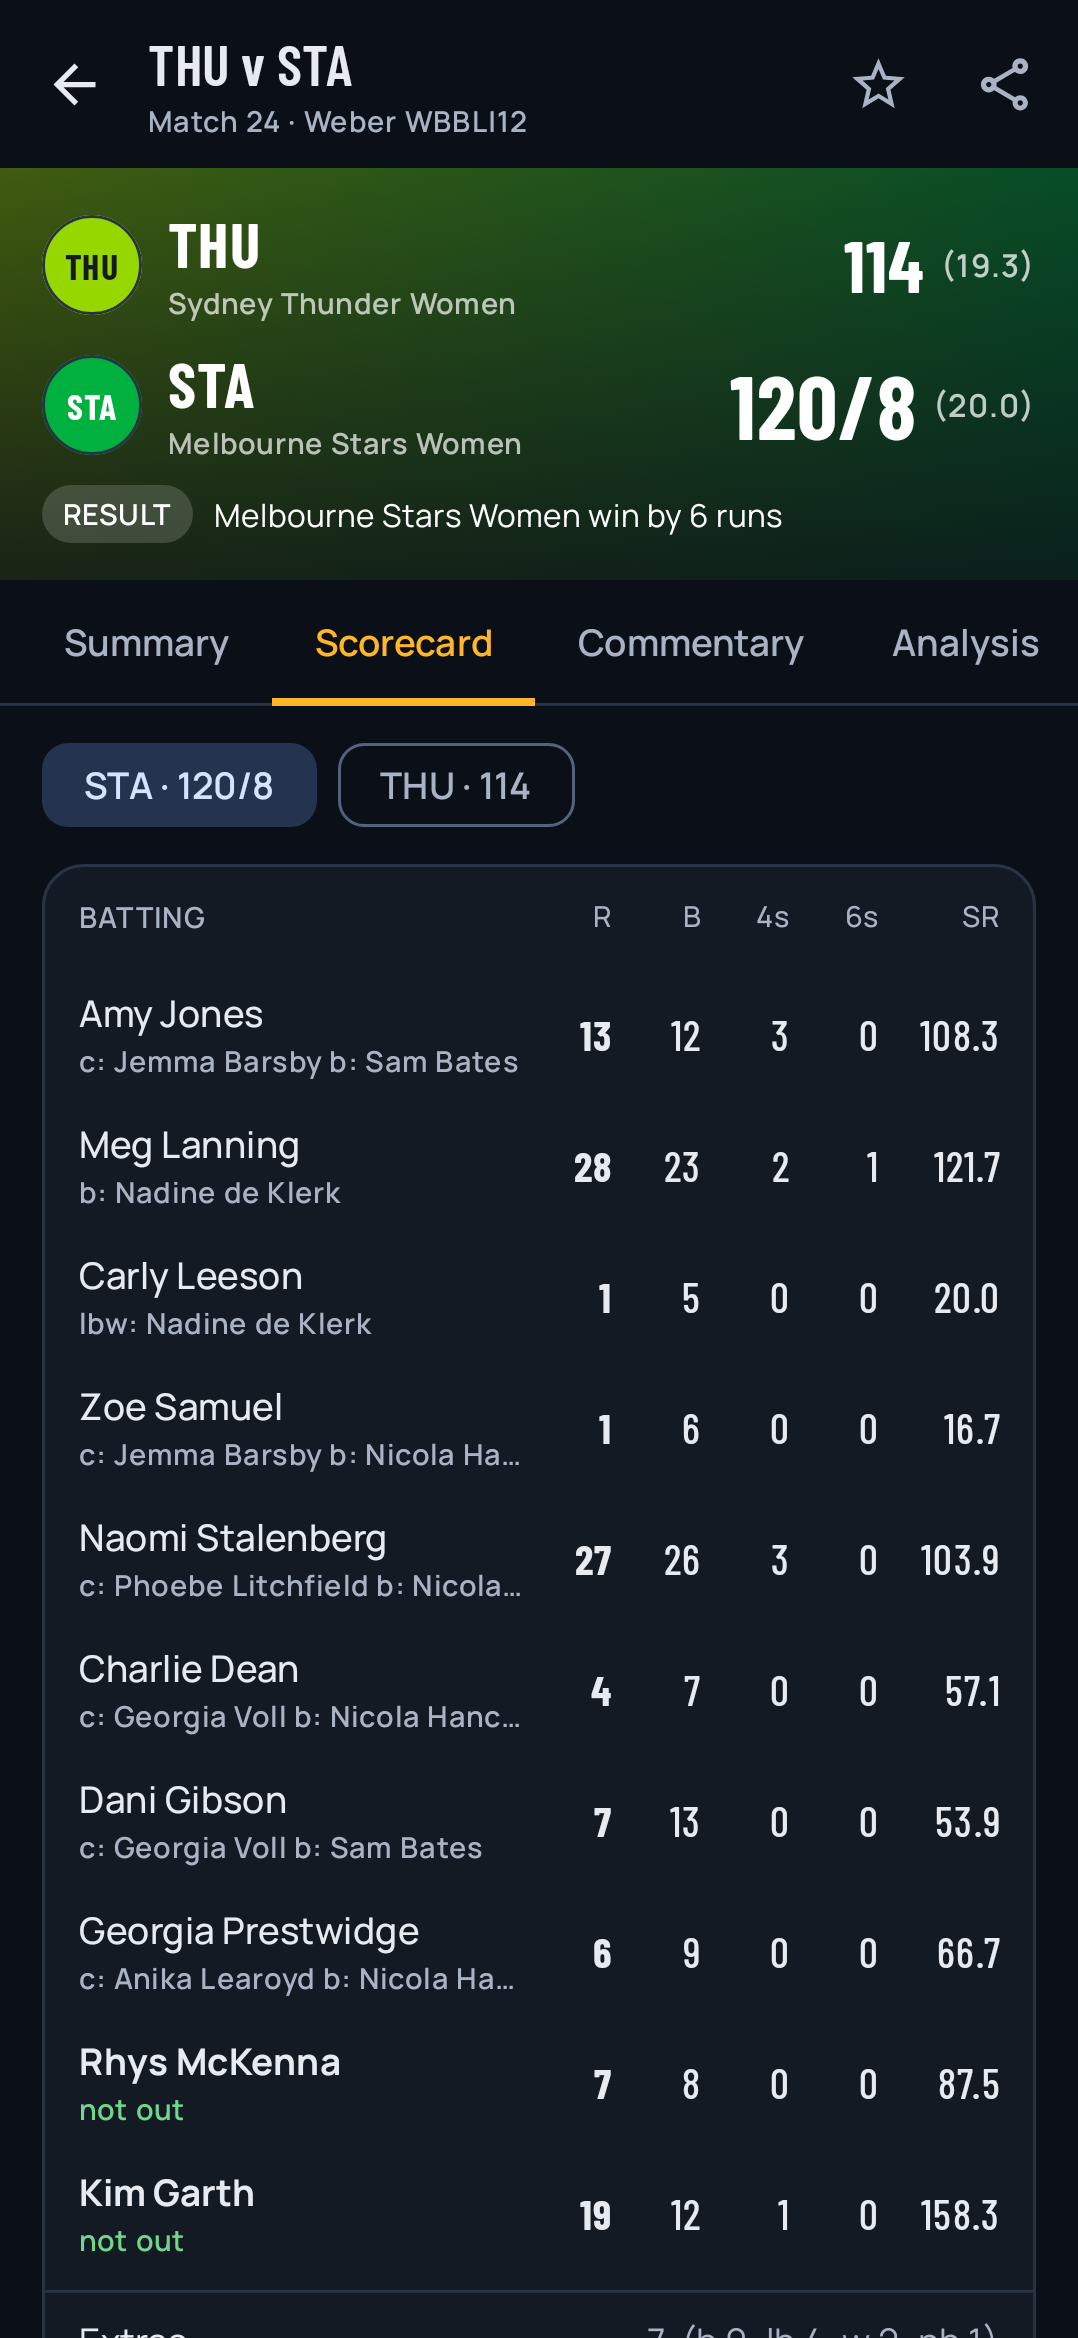 THU v STA
Match 24 · Weber WBBL|12
THU
THU
114 (19.3)
Sydney Thunder Women
STA
STA
120/8 (20.0)
Melbourne Stars Women
RESULT Melbourne Stars Women win by 6 runs
Summary Scorecard Commentary Analysis
STA · 120/8 THU · 114
BATTING R B 4s 6s SR
Amy Jones 13 12 3 0 108.3
c: Jemma Barsby b: Sam Bates
Meg Lanning 28 23 2 1 121.7
b: Nadine de Klerk
Carly Leeson 1 5 0 0 20.0
lbw: Nadine de Klerk
Zoe Samuel 1 6 0 0 16.7
c: Jemma Barsby b: Nicola Ha...
Naomi Stalenberg 27 26 3 0 103.9
c: Phoebe Litchfield b: Nicola...
Charlie Dean 4 7 0 0 57.1
c: Georgia Voll b: Nicola Hanc...
Dani Gibson 7 13 0 0 53.9
c: Georgia Voll b: Sam Bates
Georgia Prestwidge 6 9 0 0 66.7
c: Anika Learoyd b: Nicola Ha...
Rhys McKenna 7 8 0 0 87.5
not out
Kim Garth 19 12 1 0 158.3
not out
Extras